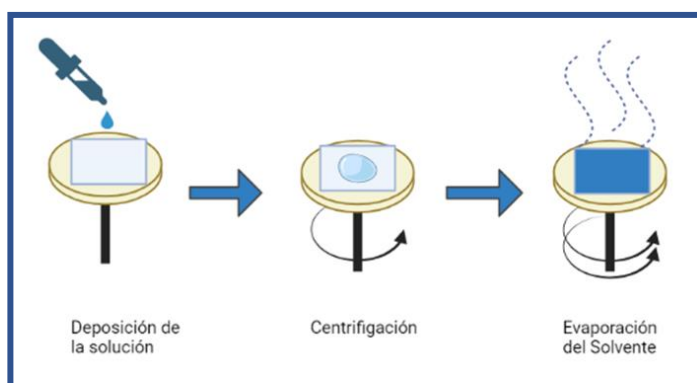 Deposición de
la solución
Centrifigación
Evaporación
del Solvente